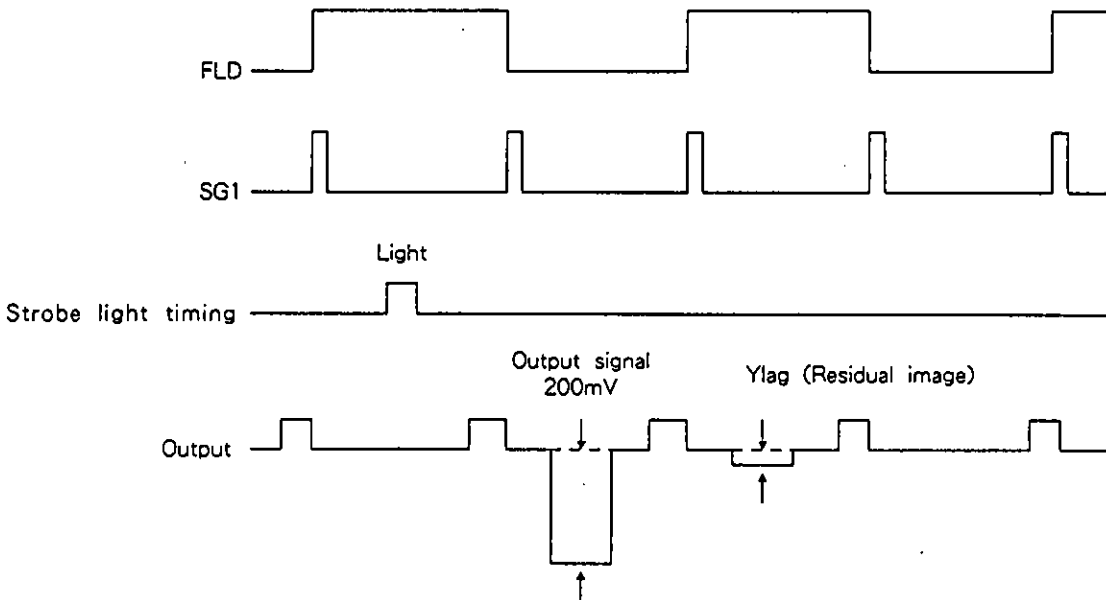 FLD
SG1
Light
Strobe light timing
Output signal
200mV
Ylag (Residual image)
Output